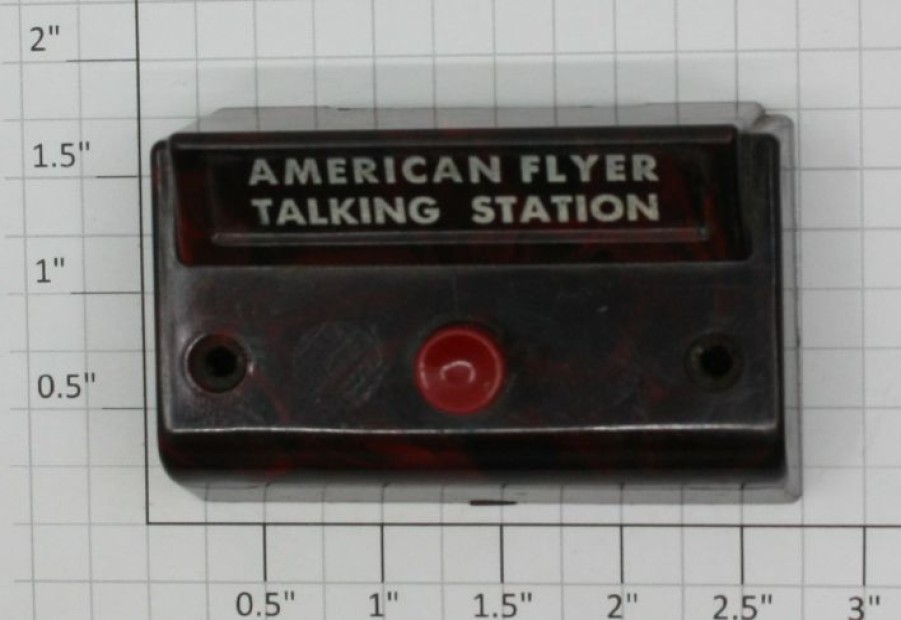 2"
1.5"
AMERICAN FLYER
TALKING STATION
1"
0.5"
0.5" 1" 1.5" 2" 2.5" 3"